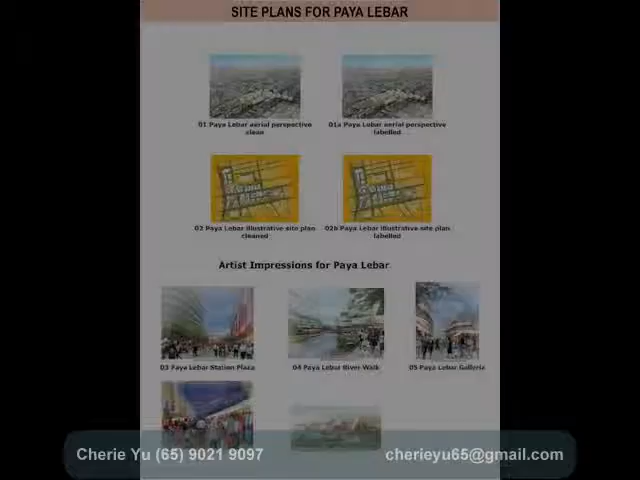 SITE PLANS FOR PAYA LEBAR
01 Paya Lebar aerial perspective
clean
01a Paya Lebar aerial perspective
labelled
02 Paya Lebar illustrative site plan
cleaned
02b Paya Lebar illustrative site plan
labelled
Artist Impressions for Paya Lebar
03 Paya Lebar Station Plaza
04 Paya Lebar River Walk
05 Paya Lebar Galleria
Cherie Yu (65) 9021 9097
cherieyu65@gmail.com